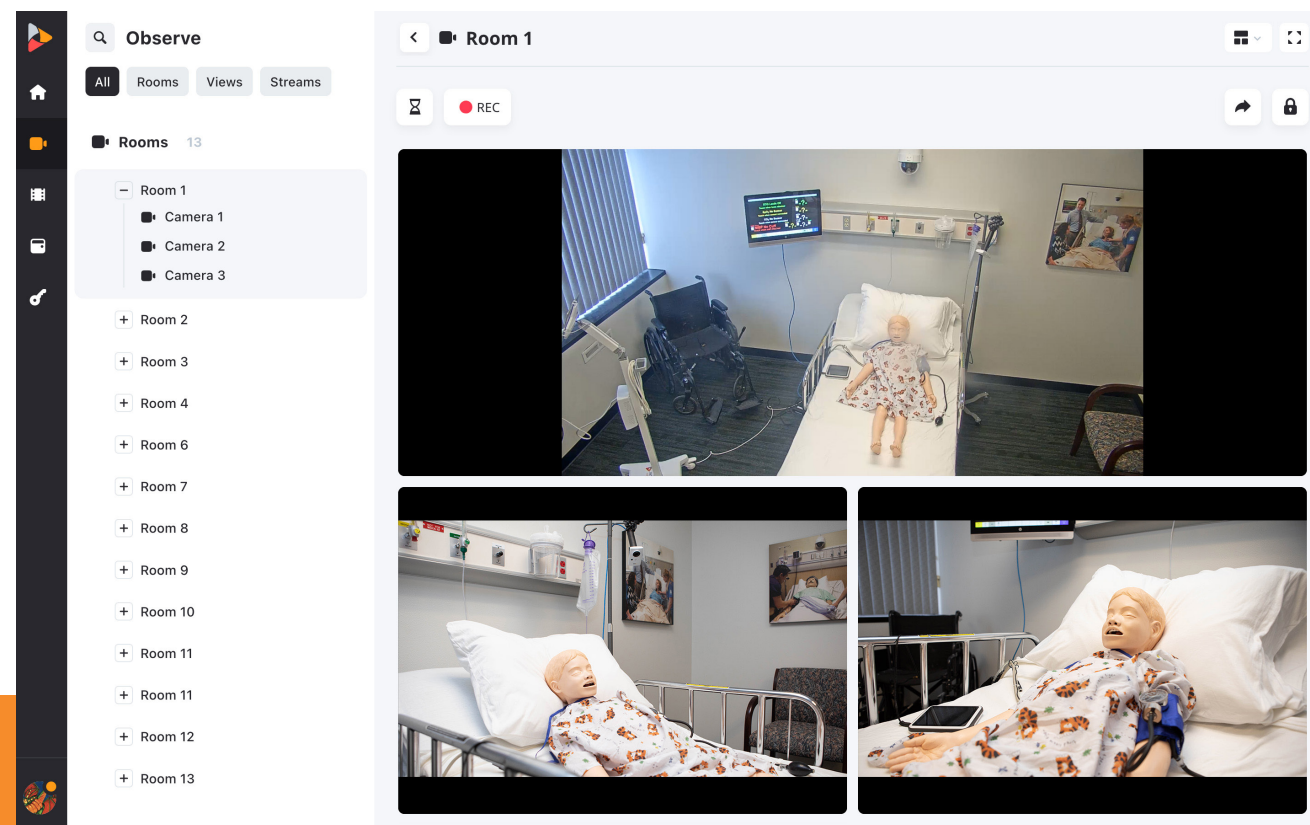 Observe
All Rooms Views Streams
Rooms 13
Room 1
Camera 1
Camera 2
Camera 3
Room 2
Room 3
Room 4
Room 6
Room 7
Room 8
Room 9
Room 10
Room 11
Room 11
Room 12
Room 13
Room 1
REC